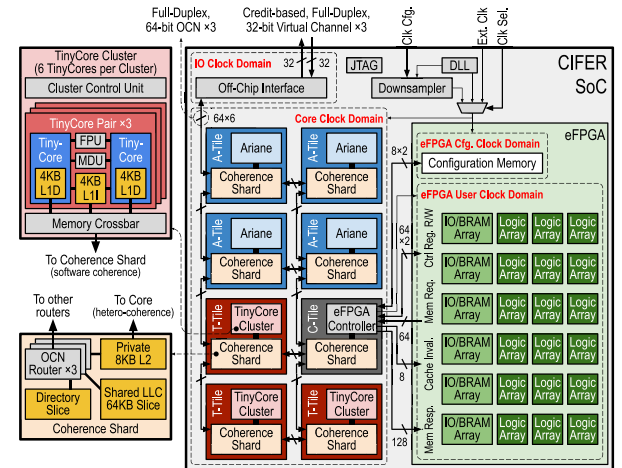 Full-Duplex,
64-bit OCN ×3
Credit-based, Full-Duplex,
32-bit Virtual Channel ×3
Clk Cfg.
Ext. Clk
Clk Sel.
TinyCore Cluster
(6 TinyCores per Cluster)
Cluster Control Unit
TinyCore Pair ×3
Tiny-
Core
FPU
MDU
Tiny-
Core
4KB
L1D
4KB
L1I
4KB
L1D
Memory Crossbar
To Coherence Shard
(software coherence)
To other
routers
To Core
(hetero-coherence)
OCN
Router ×3
Private
8KB L2
Directory
Slice
Shared LLC
64KB Slice
Coherence Shard
IO Clock Domain
32
32
Off-Chip Interface
64×6
JTAG
DLL
Downsampler
CIFER
SoC
Core Clock Domain
A-Tile
Ariane
Coherence
Shard
A-Tile
Ariane
Coherence
Shard
A-Tile
Ariane
Coherence
Shard
A-Tile
Ariane
Coherence
Shard
T-Tile
TinyCore
Cluster
Coherence
Shard
C-Tile
eFPGA
Controller
Coherence
Shard
T-Tile
TinyCore
Cluster
Coherence
Shard
T-Tile
TinyCore
Cluster
Coherence
Shard
8×2
64
×2
64
8
128
eFPGA
eFPGA Cfg. Clock Domain
Configuration Memory
eFPGA User Clock Domain
Ctrl Reg. R/W
Mem Req.
Cache Inval.
Mem Resp.
IO/BRAM
Array
Logic
Array
Logic
Array
Logic
Array
IO/BRAM
Array
Logic
Array
Logic
Array
Logic
Array
IO/BRAM
Array
Logic
Array
Logic
Array
Logic
Array
IO/BRAM
Array
Logic
Array
Logic
Array
Logic
Array
IO/BRAM
Array
Logic
Array
Logic
Array
Logic
Array
IO/BRAM
Array
Logic
Array
Logic
Array
Logic
Array